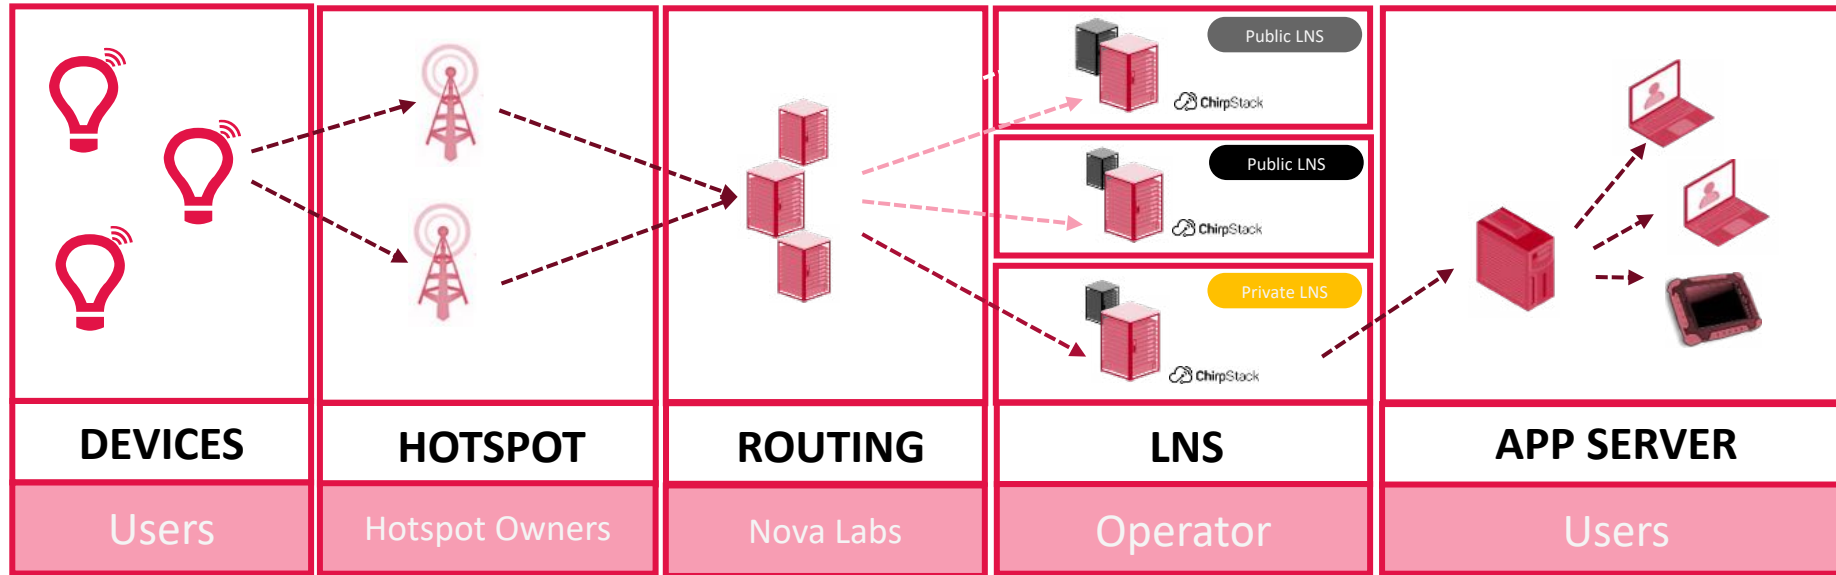 Public LNS
ChirpStack
Public LNS
ChirpStack
Private LNS
ChirpStack
DEVICES
HOTSPOT
ROUTING
LNS
APP SERVER
Users
Hotspot Owners
Nova Labs
Operator
Users